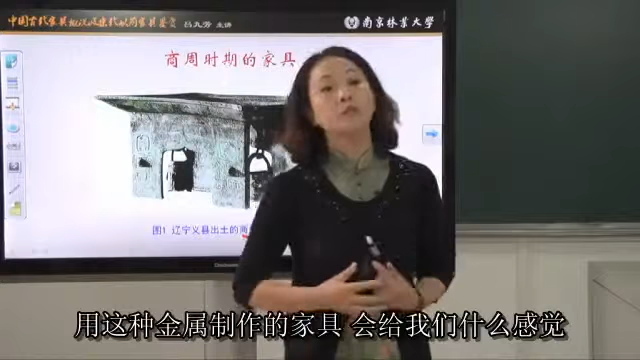 中国古代家具概况及唐代以前家具鉴赏 吕九芳 主讲
南京林业大学
商周时期的家具
图1 辽宁义县出土的商
用这种金属制作的家具 会给我们什么感觉